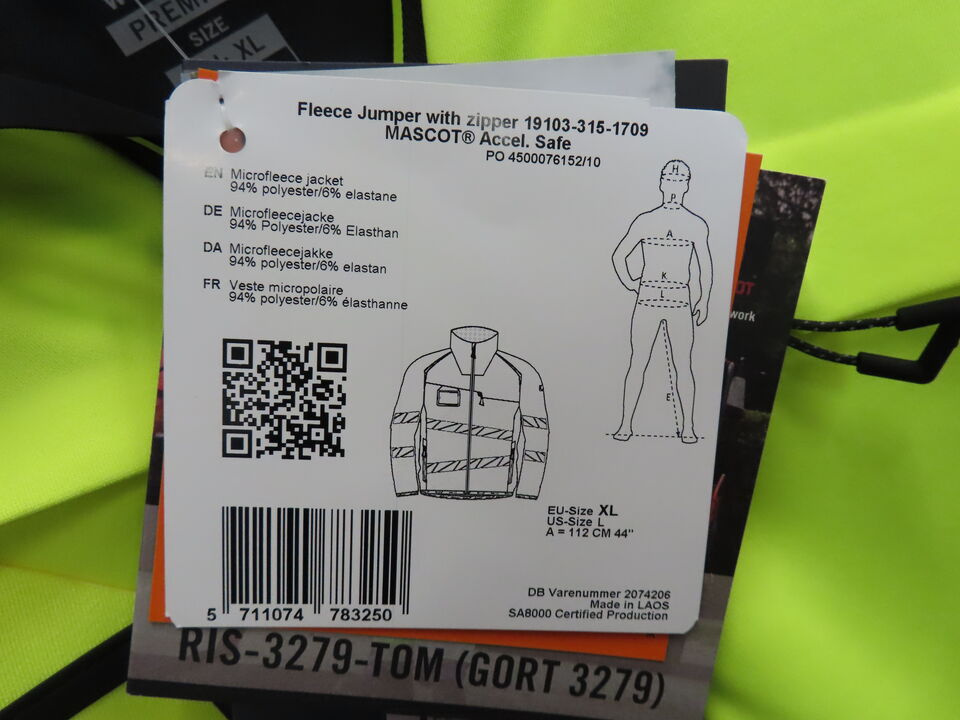 SIZE
XL
Fleece Jumper with zipper 19103-315-1709
MASCOT® Accel. Safe
PO 4500076152/10
EN Microfleece jacket
94% polyester/6% elastane
DE Microfleecejacke
94% Polyester/6% Elasthan
DA Microfleecejakke
94% polyester/6% elastan
FR Veste micropolaire
94% polyester/6% élasthanne
H
P
A
K
L
E
work
EU-Size XL
US-Size L
A = 112 CM 44"
5 711074 783250
DB Varenummer 2074206
Made in LAOS
SA8000 Certified Production
RIS-3279-TOM (GORT 3279)